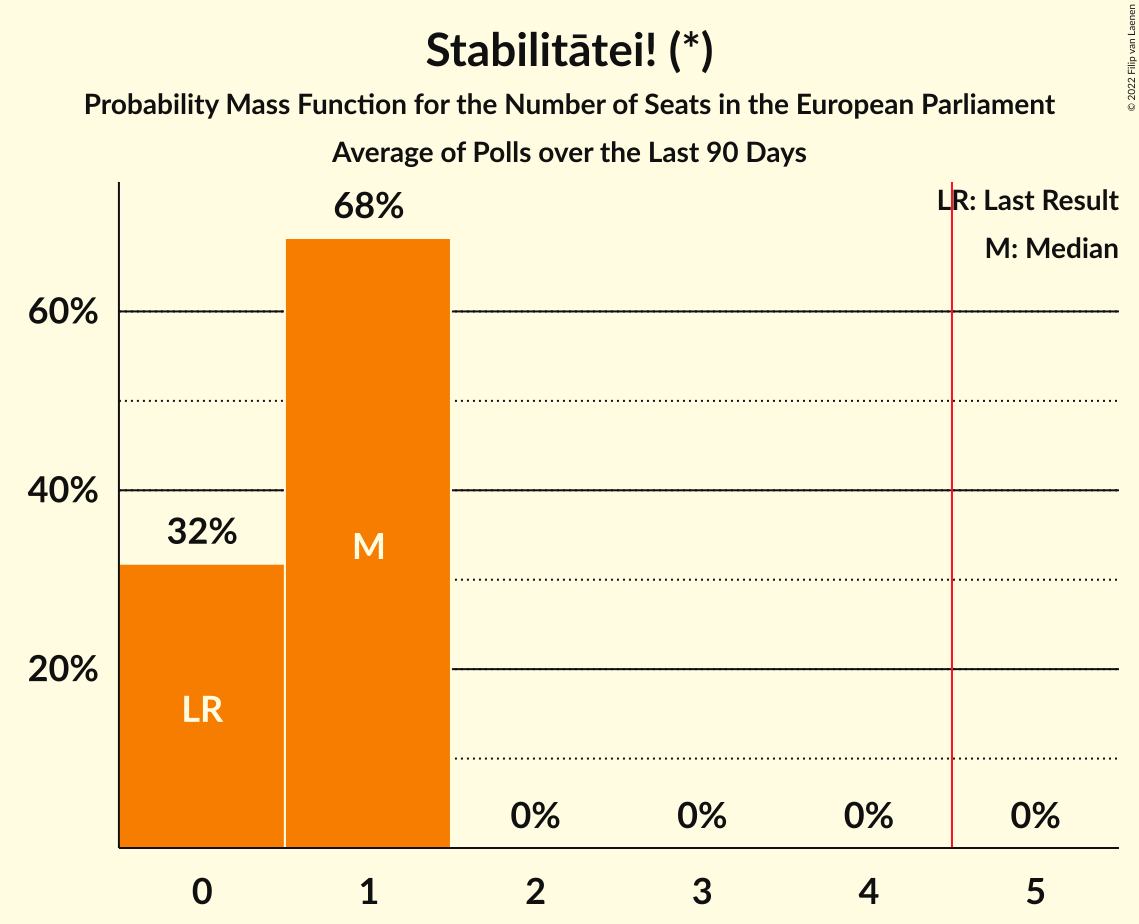 Stabilitātei! (*)
Probability Mass Function for the Number of Seats in the European Parliament
Average of Polls over the Last 90 Days
© 2022 Filip van Laenen
LR: Last Result
M: Median
68%
60%
40%
32%
M
20%
LR
0% 0% 0% 0%
0 1 2 3 4 5